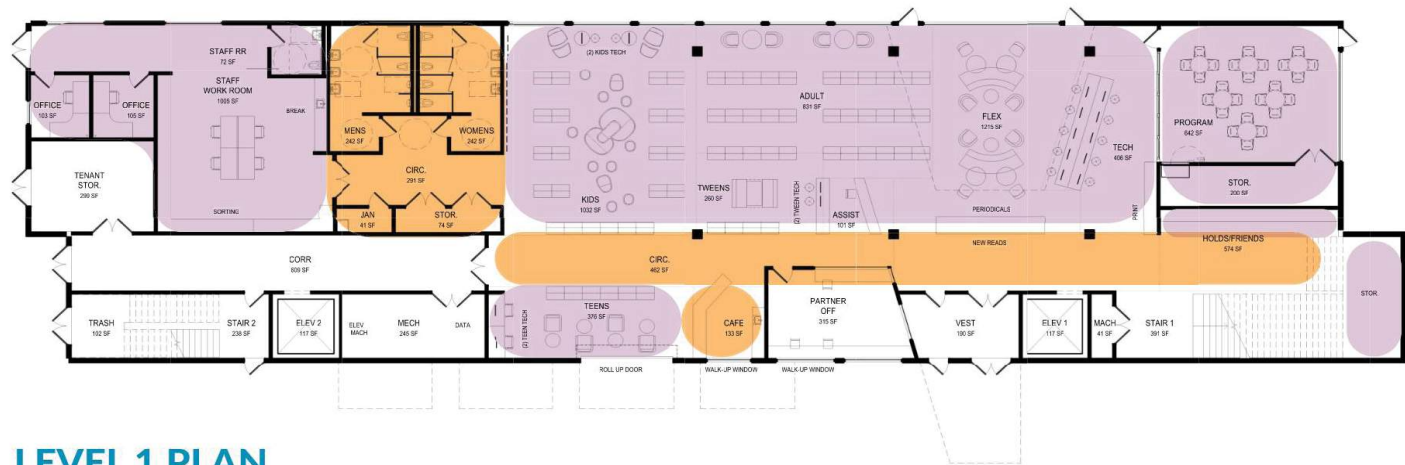 STAFF RR
72 SF
STAFF
WORK ROOM
1005 SF
OFFICE
103 SF
OFFICE
105 SF
BREAK
TENANT
STOR.
299 SF
SORTING
MENS
242 SF
WOMENS
242 SF
CIRC.
291 SF
JAN
41 SF
STOR.
74 SF
(2) KIDS TECH
KIDS
1032 SF
ADULT
831 SF
TWEENS
260 SF
(2) TWEEN TECH
ASSIST
101 SF
FLEX
1215 SF
PERIODICALS
TECH
406 SF
PRINT
PROGRAM
642 SF
STOR.
200 SF
CORR
809 SF
CIRC.
462 SF
NEW READS
HOLDS/FRIENDS
574 SF
TRASH
102 SF
STAIR 2
238 SF
ELEV 2
117 SF
ELEV
MACH
MECH
245 SF
DATA
(2) TEEN TECH
TEENS
376 SF
CAFE
133 SF
PARTNER
OFF
315 SF
VEST
190 SF
ELEV 1
117 SF
MACH
41 SF
STAIR 1
391 SF
STOR.
ROLL UP DOOR
WALK-UP WINDOW
WALK-UP WINDOW
LEVEL 1 PLAN